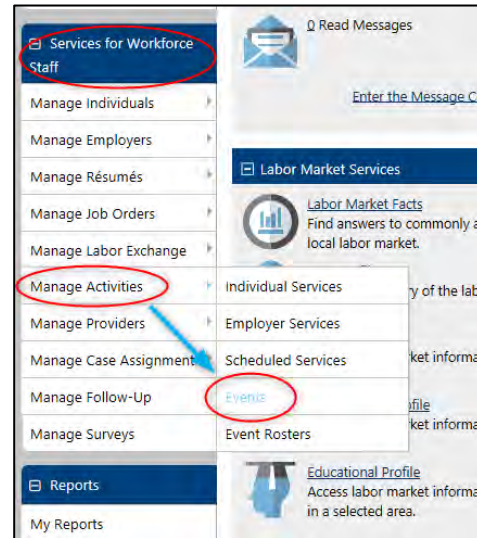 Services for Workforce
Staff
Manage Individuals
Manage Employers
Manage Résumés
Manage Job Orders
Manage Labor Exchange
Manage Activities
Manage Providers
Manage Case Assignment
Manage Follow-Up
Manage Surveys
Reports
My Reports
Individual Services
Employer Services
Scheduled Services
Events
Event Rosters
0 Read Messages
Enter the Message C
Labor Market Services
Labor Market Facts
Find answers to commonly a
local labor market.
y of the lab
ket informa
file
ket informa
Educational Profile
Access labor market informa
in a selected area.